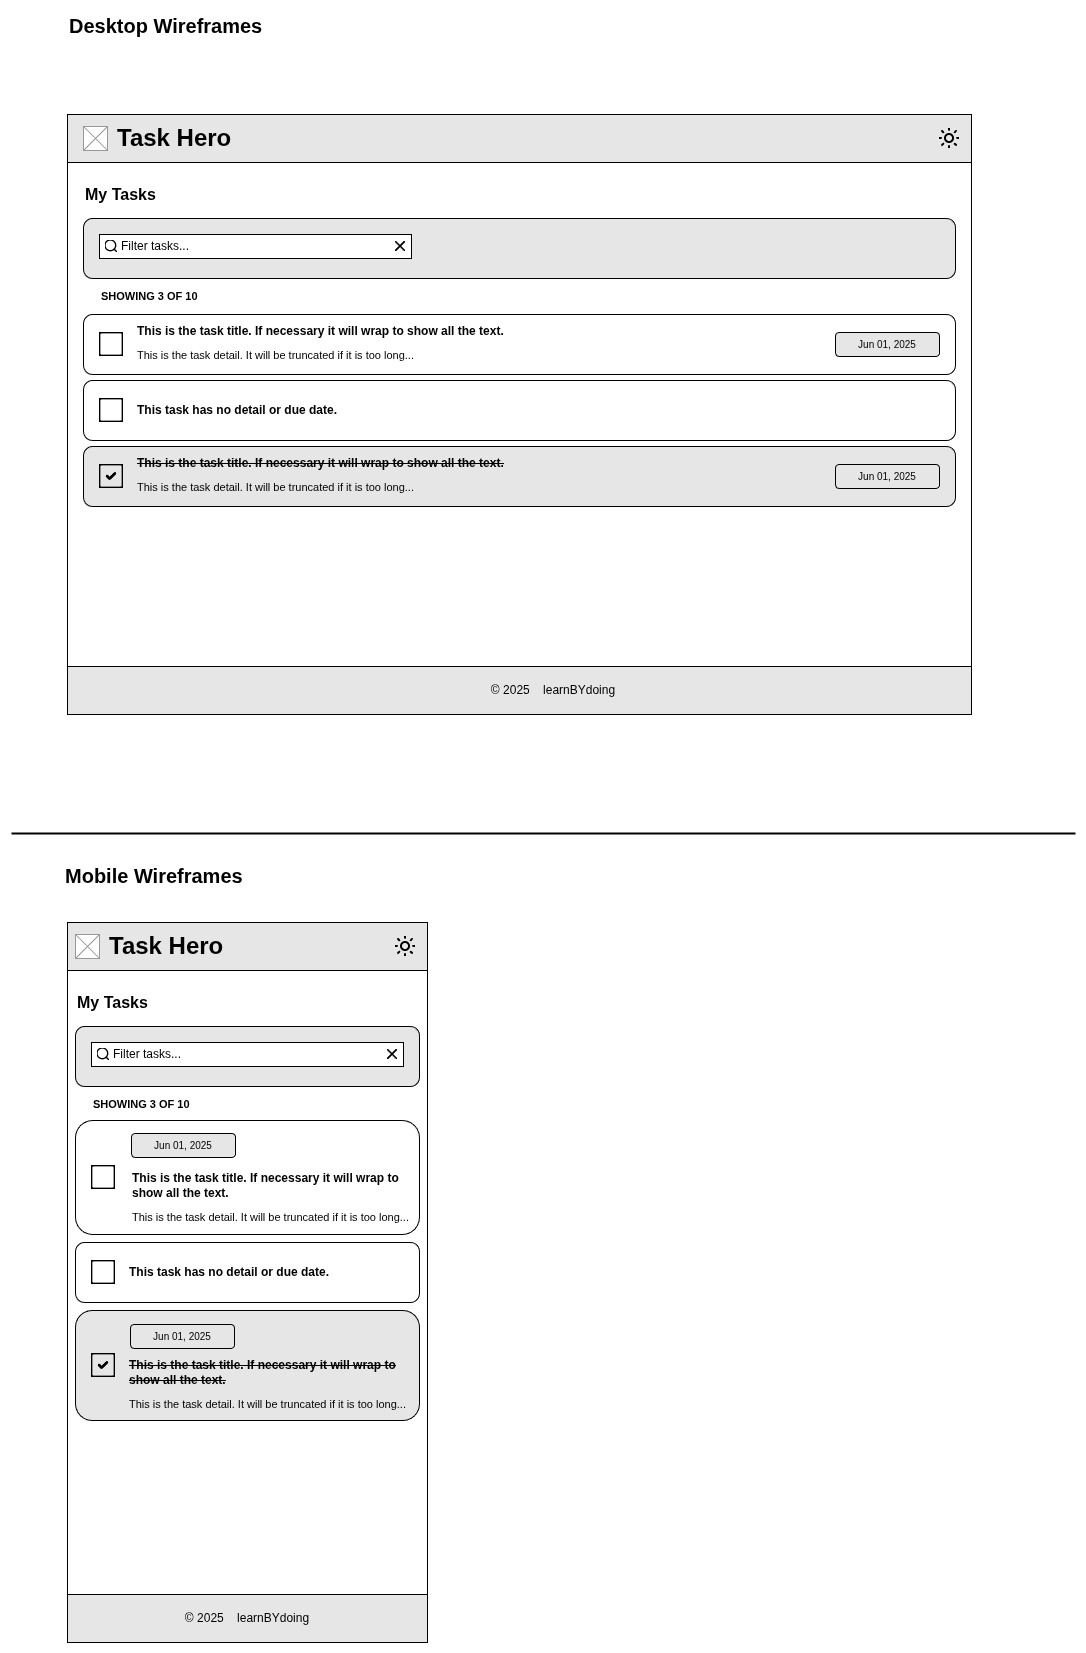 Desktop Wireframes
Task Hero
My Tasks
Filter tasks...
SHOWING 3 OF 10
This is the task title. If necessary it will wrap to show all the text.
This is the task detail. It will be truncated if it is too long...
Jun 01, 2025
This task has no detail or due date.
This is the task title. If necessary it will wrap to show all the text.
This is the task detail. It will be truncated if it is too long...
Jun 01, 2025
© 2025 learnBYdoing
Mobile Wireframes
Task Hero
My Tasks
Filter tasks...
SHOWING 3 OF 10
Jun 01, 2025
This is the task title. If necessary it will wrap to
show all the text.
This is the task detail. It will be truncated if it is too long...
This task has no detail or due date.
Jun 01, 2025
This is the task title. If necessary it will wrap to
show all the text.
This is the task detail. It will be truncated if it is too long...
© 2025 learnBYdoing